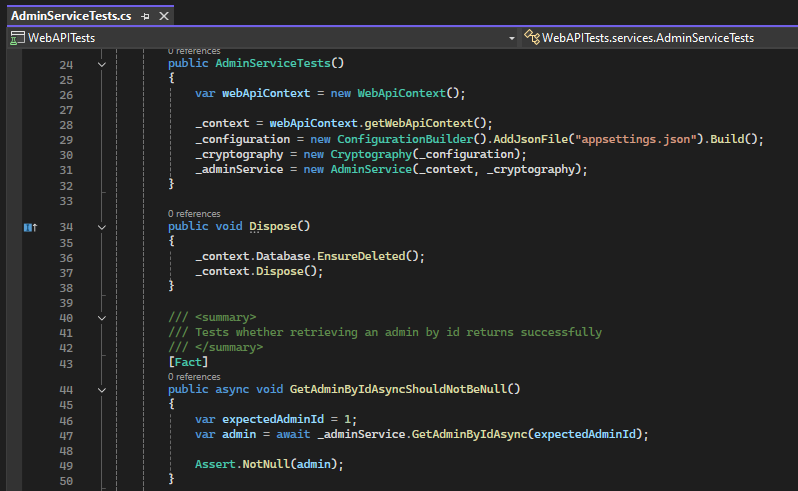 AdminServiceTests.cs
WebAPITests WebAPITests.services.AdminServiceTests
0 references
24 public AdminServiceTests()
25 {
26 var webApiContext = new WebApiContext();
27
28 _context = webApiContext.getWebApiContext();
29 _configuration = new ConfigurationBuilder().AddJsonFile("appsettings.json").Build();
30 _cryptography = new Cryptography(_configuration);
31 _adminService = new AdminService(_context, _cryptography);
32 }
33
0 references
34 public void Dispose()
35 {
36 _context.Database.EnsureDeleted();
37 _context.Dispose();
38 }
39
40 /// <summary>
41 /// Tests whether retrieving an admin by id returns successfully
42 /// </summary>
43 [Fact]
0 references
44 public async void GetAdminByIdAsyncShouldNotBeNull()
45 {
46 var expectedAdminId = 1;
47 var admin = await _adminService.GetAdminByIdAsync(expectedAdminId);
48
49 Assert.NotNull(admin);
50 }